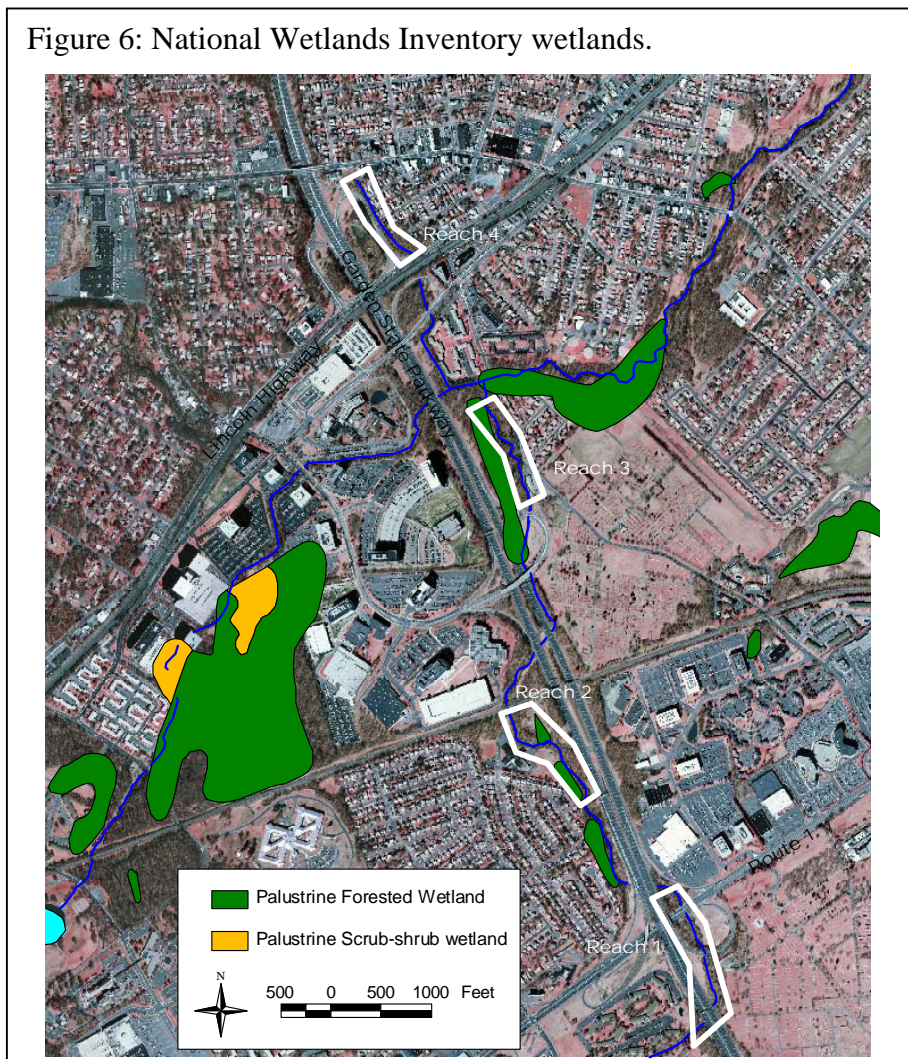 Figure 6: National Wetlands Inventory wetlands.
Reach 4
Garden State Parkway
Lincoln Highway
Reach 3
Reach 2
Route 1
Reach 1
Palustrine Forested Wetland
Palustrine Scrub-shrub wetland
N
500 0 500 1000 Feet